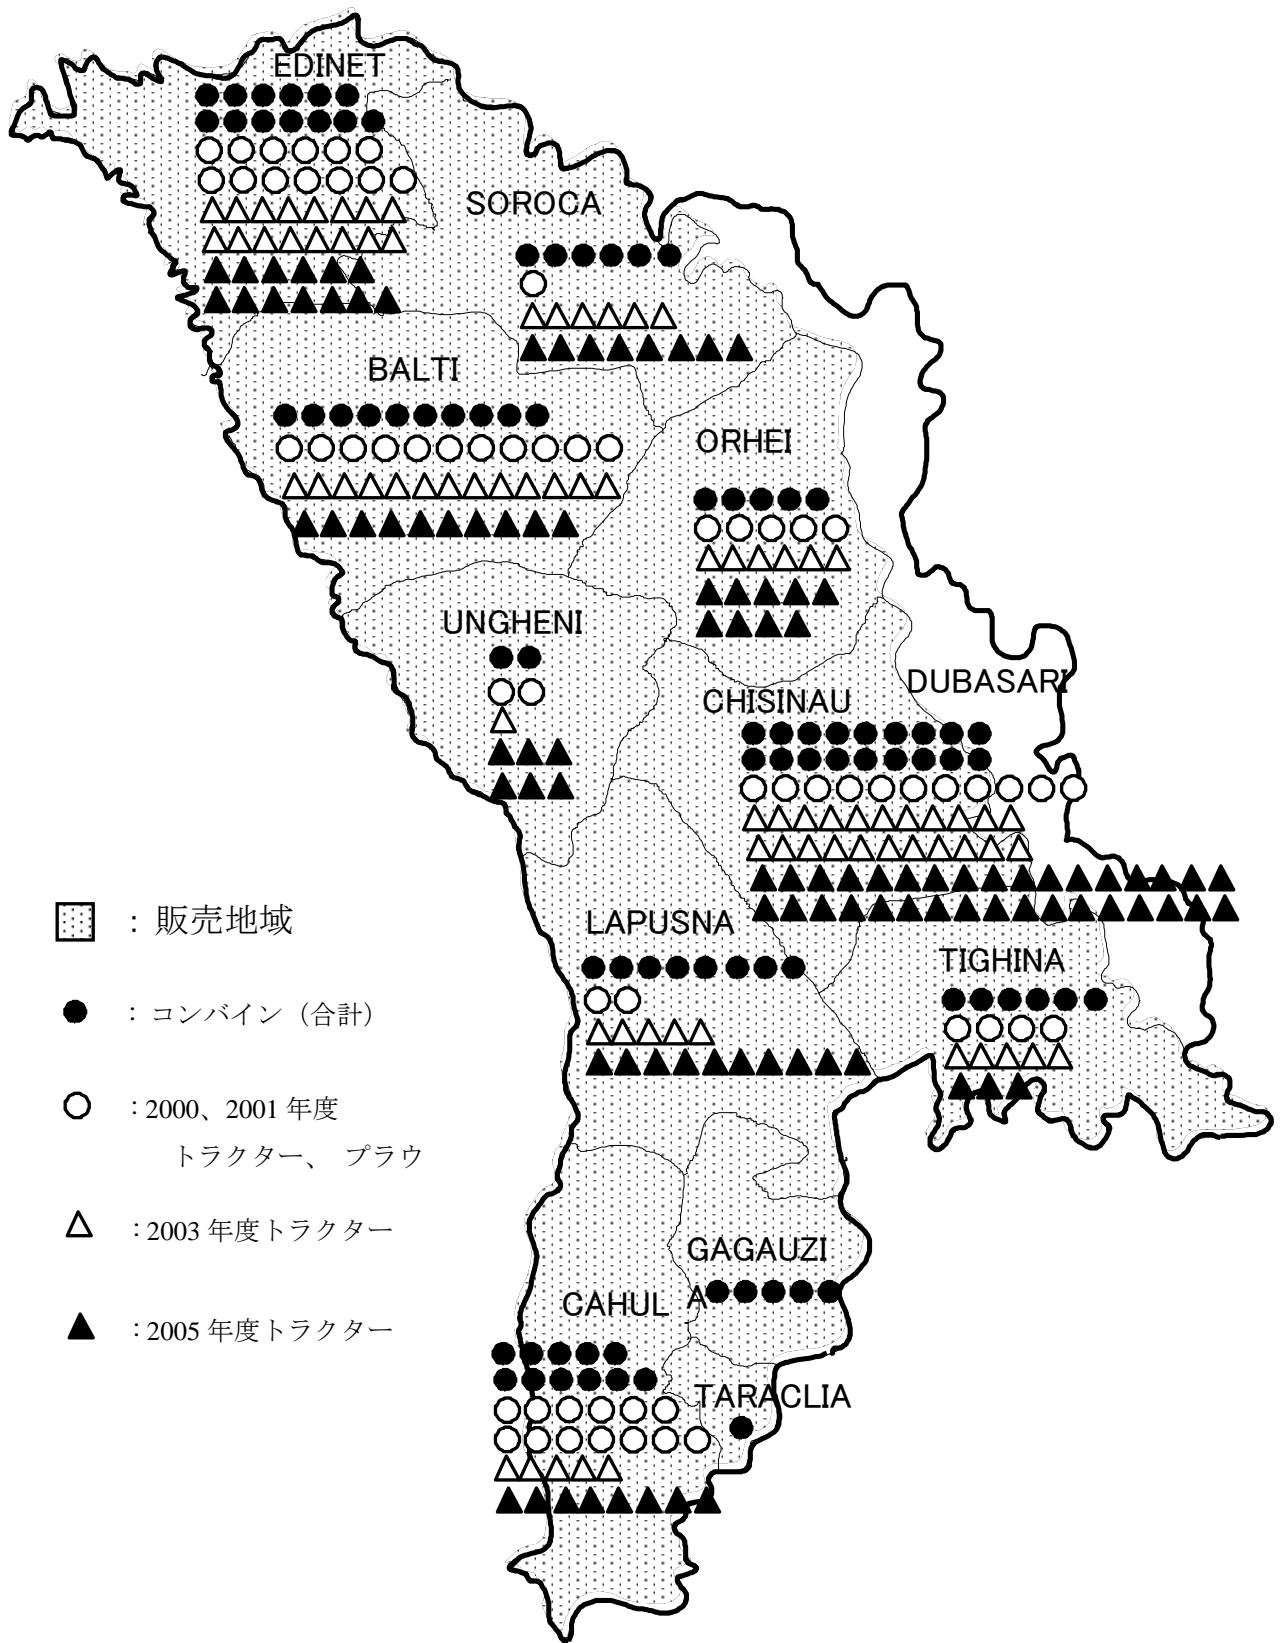 EDINET
SOROCA
BALTI
ORHEI
UNGHENI
DUBASARI
CHISINAU
LAPUSNA
TIGHINA
GAGAUZI
A
CAHUL
TARACLIA
：販売地域
：コンバイン（合計）
：2000、2001 年度
トラクター、 プラウ
：2003 年度トラクター
：2005 年度トラクター